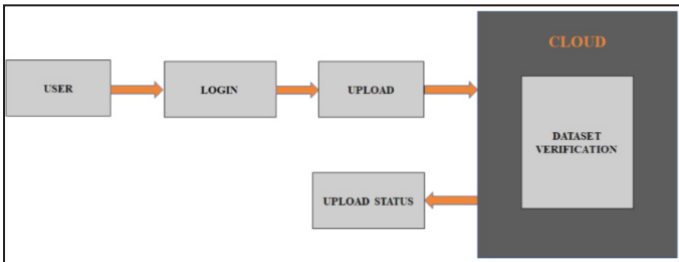 CLOUD
USER
LOGIN
UPLOAD
DATASET
VERIFICATION
UPLOAD STATUS